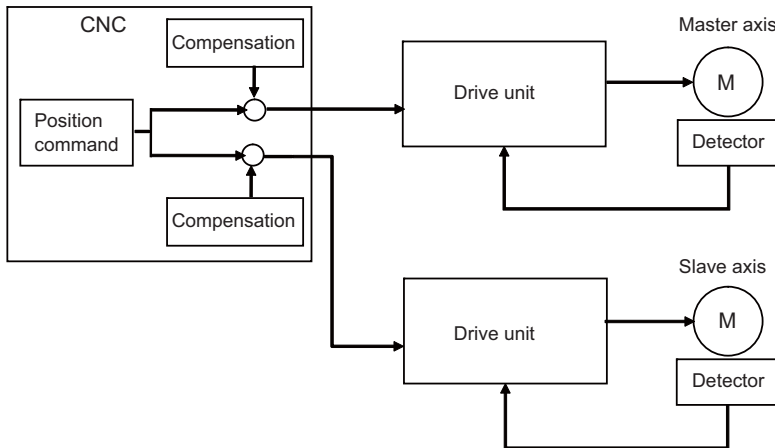 CNC
Compensation
Position
command
Compensation
Drive unit
Master axis
M
Detector
Drive unit
Slave axis
M
Detector